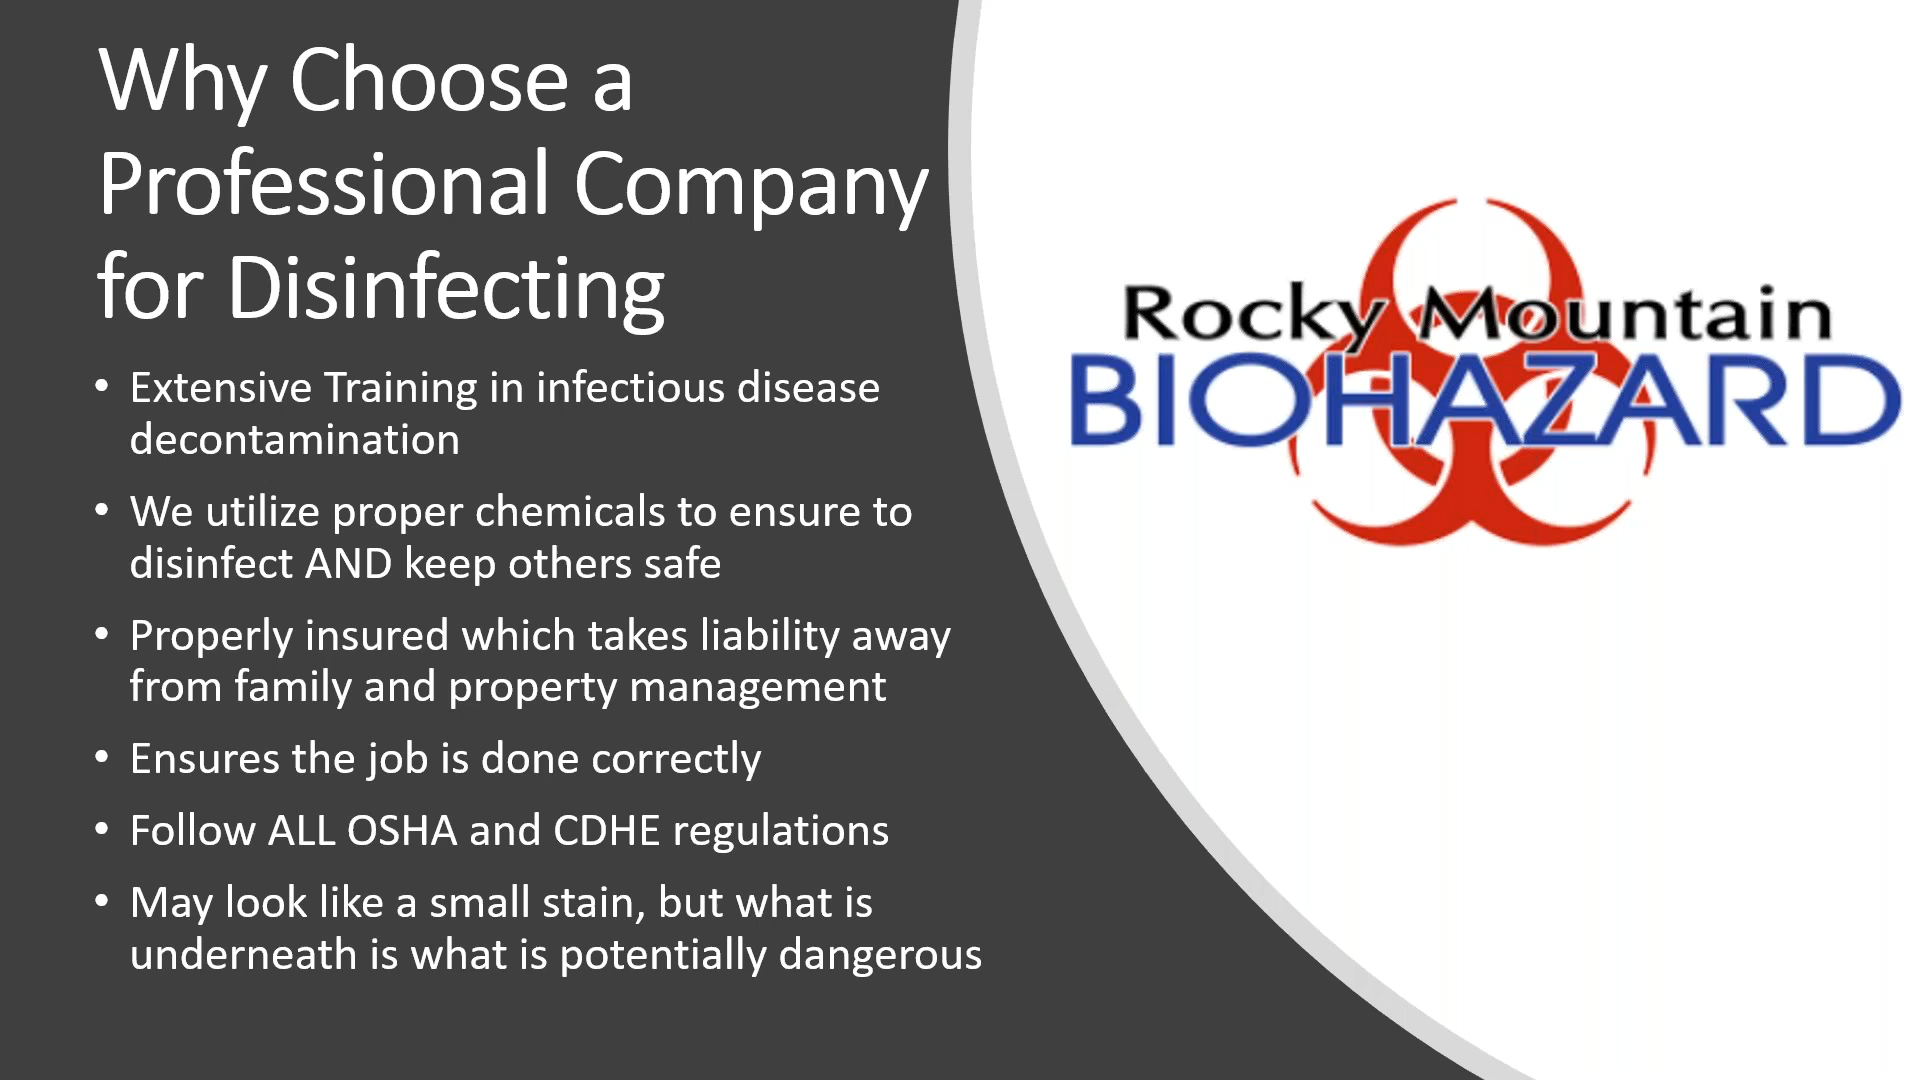 Why Choose a
Professional Company
for Disinfecting
• Extensive Training in infectious disease
decontamination
• We utilize proper chemicals to ensure to
disinfect AND keep others safe
• Properly insured which takes liability away
from family and property management
• Ensures the job is done correctly
• Follow ALL OSHA and CDHE regulations
• May look like a small stain, but what is
underneath is what is potentially dangerous
Rocky Mountain
BIOHAZARD